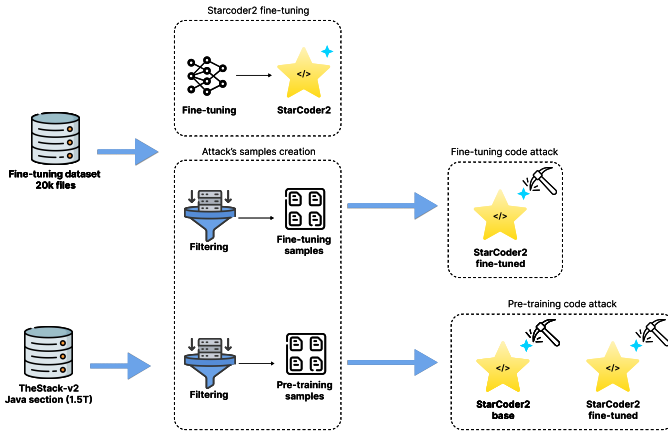 Starcoder2 fine-tuning
</>
Fine-tuning
StarCoder2
Fine-tuning dataset
20k files
Attack's samples creation
Filtering
Fine-tuning
samples
Fine-tuning code attack
</>
StarCoder2
fine-tuned
TheStack-v2
Java section (1.5T)
Filtering
Pre-training
samples
Pre-training code attack
</>
StarCoder2
base
</>
StarCoder2
fine-tuned